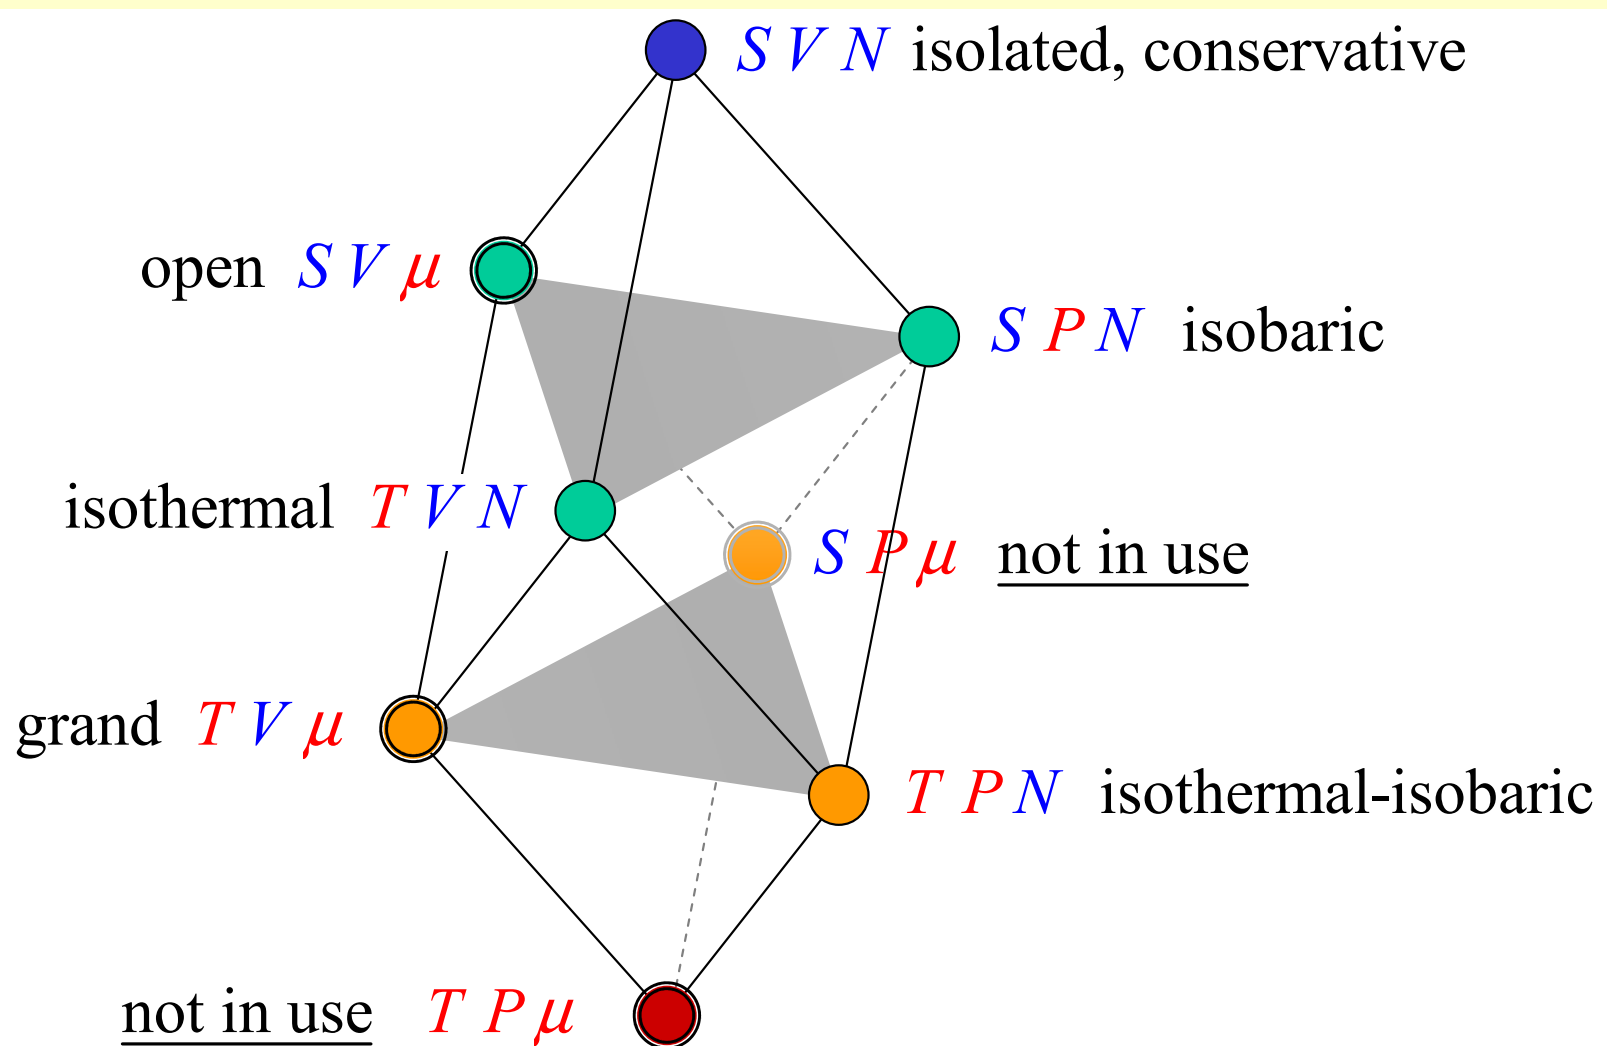 S V N isolated, conservative
open S V μ
S P N isobaric
isothermal T V N
S P μ not in use
grand T V μ
T P N isothermal-isobaric
not in use T P μ